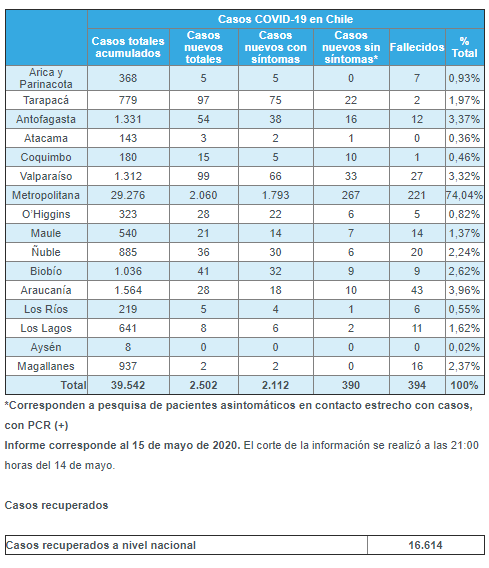 Casos COVID-19 en Chile
Casos totales acumulados Casos nuevos totales Casos nuevos con síntomas Casos nuevos sin síntomas* Fallecidos % Total
Arica y Parinacota 368 5 5 0 7 0,93%
Tarapacá 779 97 75 22 2 1,97%
Antofagasta 1.331 54 38 16 12 3,37%
Atacama 143 3 2 1 0 0,36%
Coquimbo 180 15 5 10 1 0,46%
Valparaíso 1.312 99 66 33 27 3,32%
Metropolitana 29.276 2.060 1.793 267 221 74,04%
O'Higgins 323 28 22 6 5 0,82%
Maule 540 21 14 7 14 1,37%
Ñuble 885 36 30 6 20 2,24%
Biobío 1.036 41 32 9 9 2,62%
Araucanía 1.564 28 18 10 43 3,96%
Los Ríos 219 5 4 1 6 0,55%
Los Lagos 641 8 6 2 11 1,62%
Aysén 8 0 0 0 0 0,02%
Magallanes 937 2 2 0 16 2,37%
Total 39.542 2.502 2.112 390 394 100%
*Corresponden a pesquisa de pacientes asintomáticos en contacto estrecho con casos,
con PCR (+)
Informe corresponde al 15 de mayo de 2020. El corte de la información se realizó a las 21:00
horas del 14 de mayo.
Casos recuperados
Casos recuperados a nivel nacional 16.614